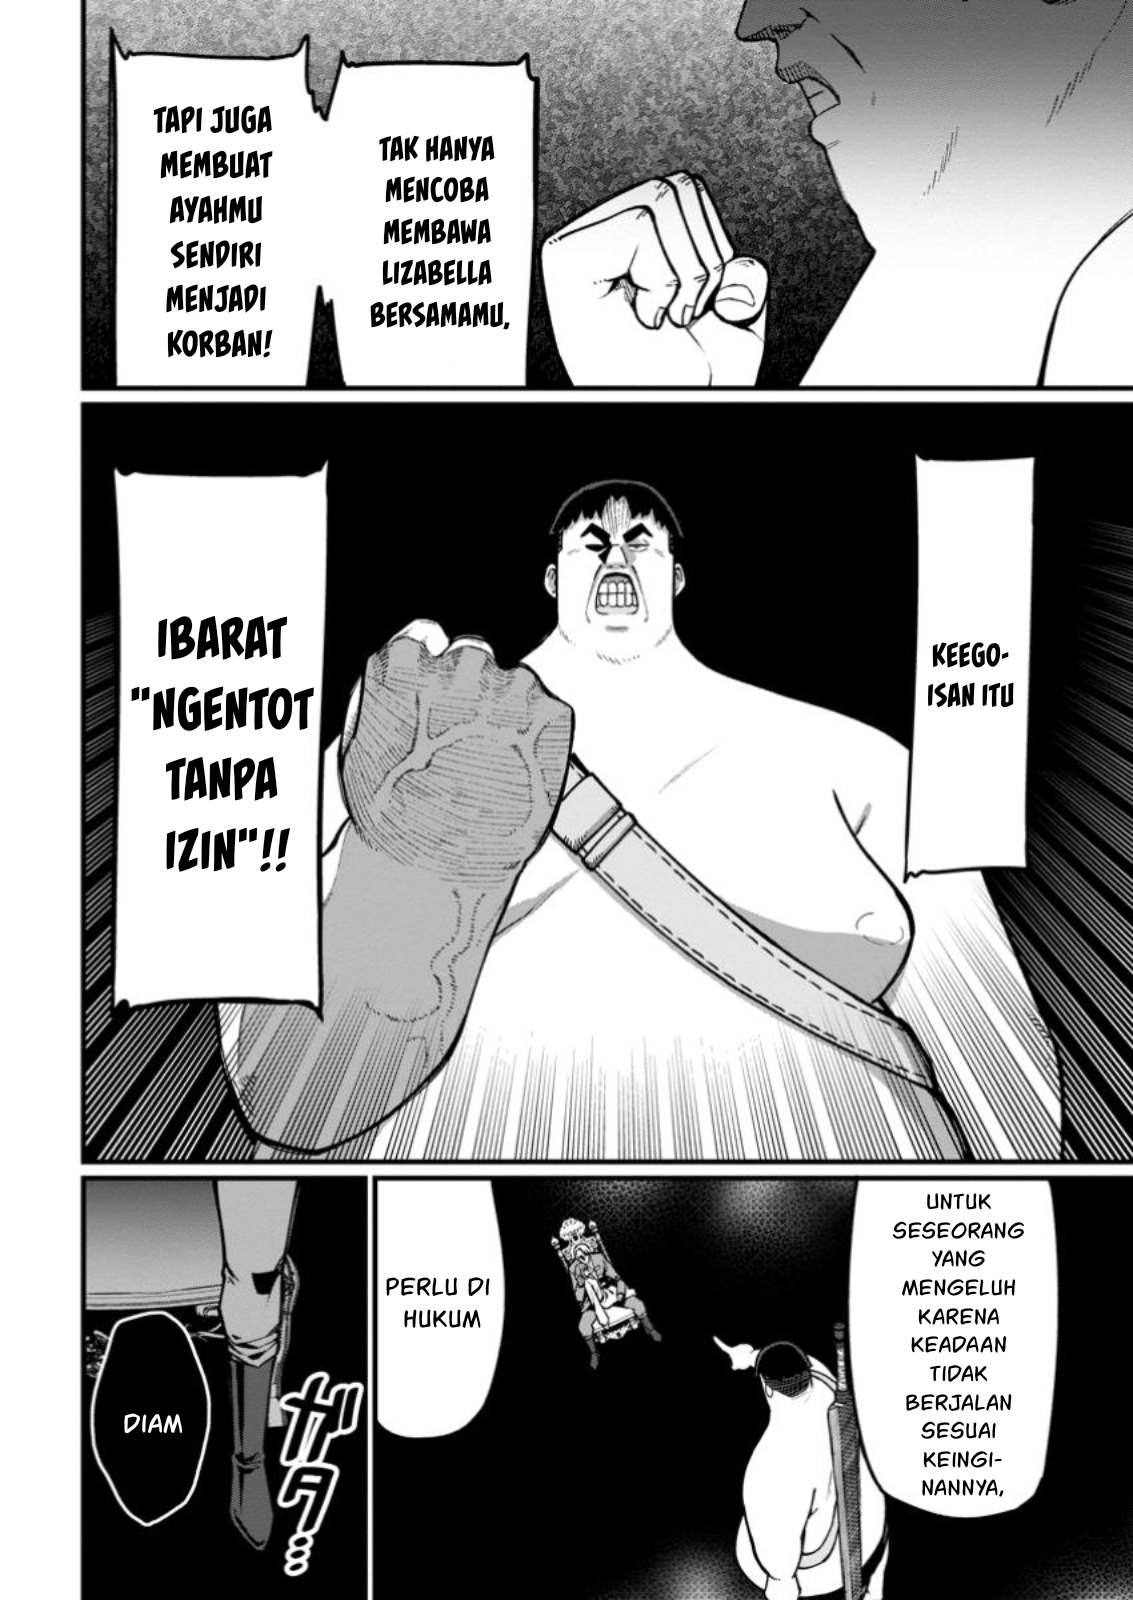 TAK HANYA
MENCOBA
MEMBAWA
LIZABELLA
BERSAMAMU,
TAPI JUGA
MEMBUAT
AYAHMU
SENDIRI
MENJADI
KORBAN!
KEEGO-
ISAN ITU
IBARAT
"NGENTOT
TANPA
IZIN"!!
UNTUK
SESEORANG
YANG
MENGELUH
KARENA
KEADAAN
TIDAK
BERJALAN
SESUAI
KEINGI-
NANNYA,
PERLU DI
HUKUM
ガタ…
DIAM